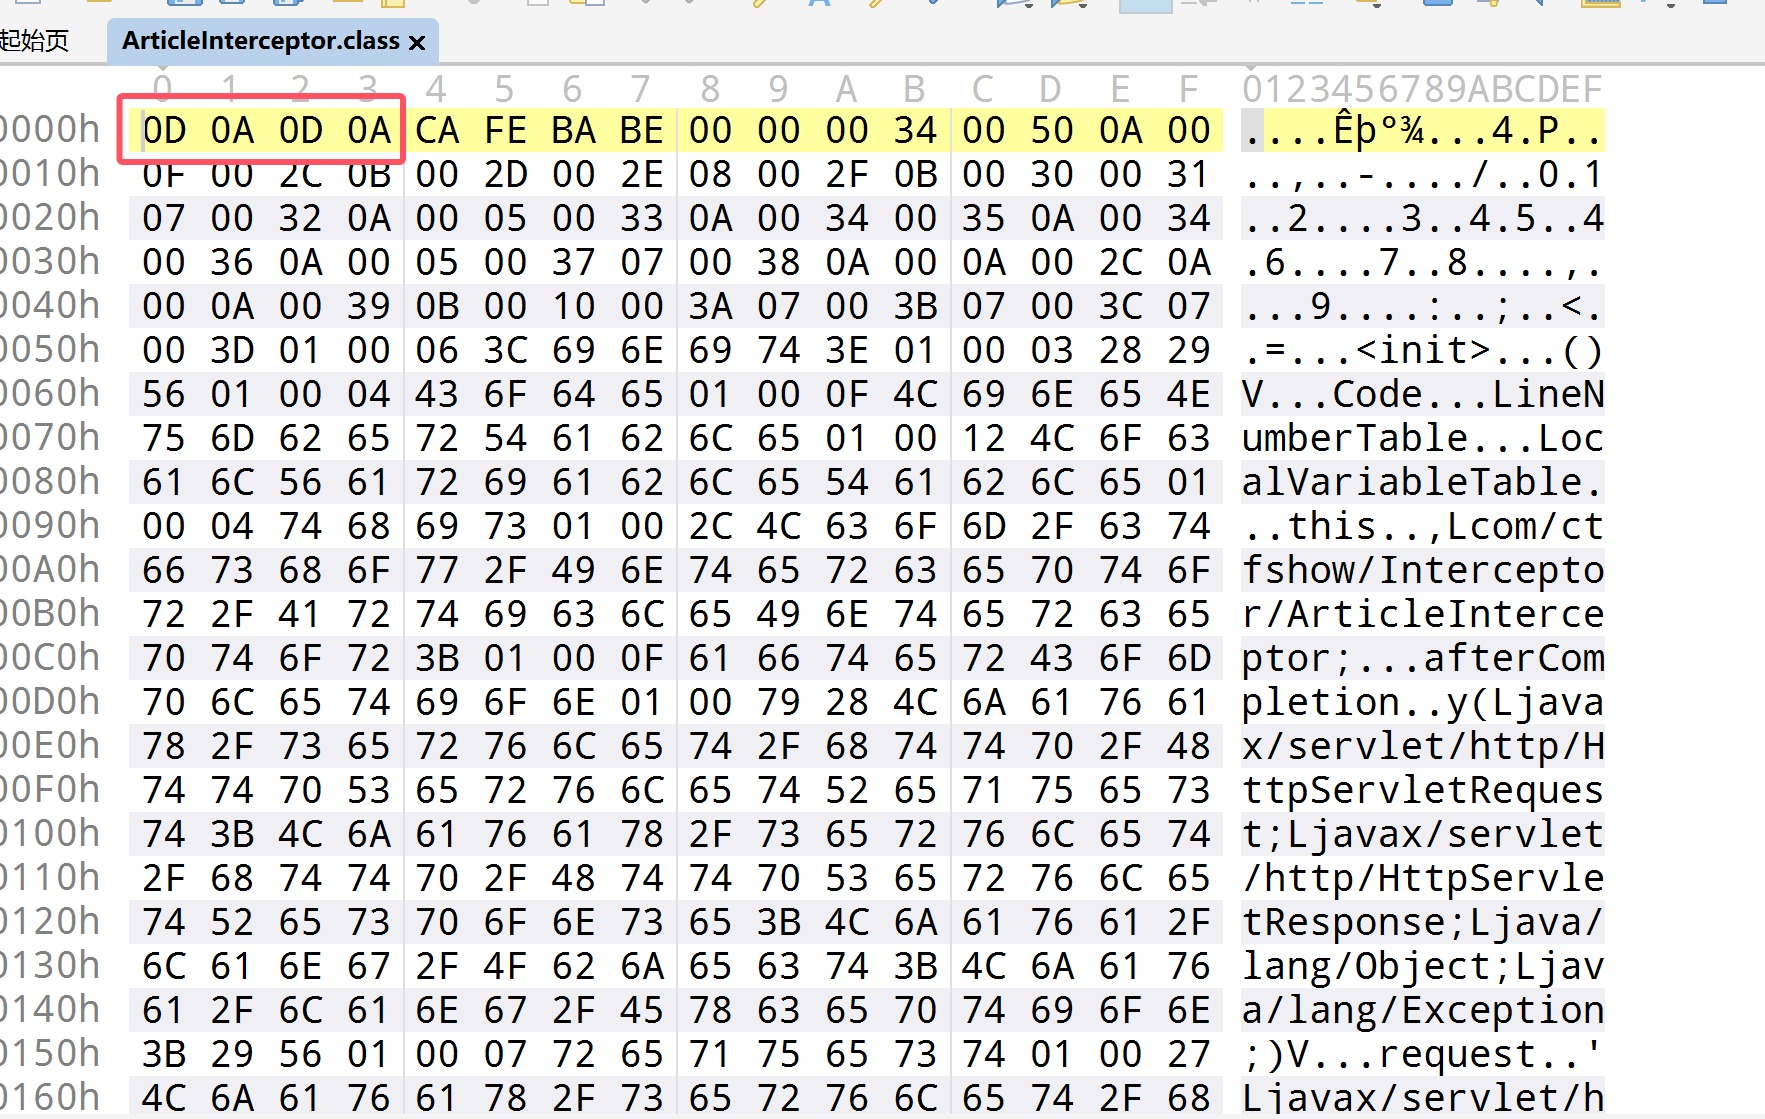 起始页 ArticleInterceptor.class ×
0 1 2 3 4 5 6 7 8 9 A B C D E F 0123456789ABCDEF
0000h 0D 0A 0D 0A CA FE BA BE 00 00 00 34 00 50 0A 00 ....Êþº¾...4.P..
0010h 0F 00 2C 0B 00 2D 00 2E 08 00 2F 0B 00 30 00 31 ..,..-..../..0.1
0020h 07 00 32 0A 00 05 00 33 0A 00 34 00 35 0A 00 34 ..2....3..4.5..4
0030h 00 36 0A 00 05 00 37 07 00 38 0A 00 0A 00 2C 0A .6....7..8....,.
0040h 00 0A 00 39 0B 00 10 00 3A 07 00 3B 07 00 3C 07 ...9....:..;..<.
0050h 00 3D 01 00 06 3C 69 6E 69 74 3E 01 00 03 28 29 .=...<init>...()
0060h 56 01 00 04 43 6F 64 65 01 00 0F 4C 69 6E 65 4E V...Code...LineN
0070h 75 6D 62 65 72 54 61 62 6C 65 01 00 12 4C 6F 63 umberTable...Loc
0080h 61 6C 56 61 72 69 61 62 6C 65 54 61 62 6C 65 01 alVariableTable.
0090h 00 04 74 68 69 73 01 00 2C 4C 63 6F 6D 2F 63 74 ..this..,Lcom/ct
00A0h 66 73 68 6F 77 2F 49 6E 74 65 72 63 65 70 74 6F fshow/Intercepto
00B0h 72 2F 41 72 74 69 63 6C 65 49 6E 74 65 72 63 65 r/ArticleInterce
00C0h 70 74 6F 72 3B 01 00 0F 61 66 74 65 72 43 6F 6D ptor;...afterCom
00D0h 70 6C 65 74 69 6F 6E 01 00 79 28 4C 6A 61 76 61 pletion..y(Ljava
00E0h 78 2F 73 65 72 76 6C 65 74 2F 68 74 74 70 2F 48 x/servlet/http/H
00F0h 74 74 70 53 65 72 76 6C 65 74 52 65 71 75 65 73 ttpServletReques
0100h 74 3B 4C 6A 61 76 61 78 2F 73 65 72 76 6C 65 74 t;Ljavax/servlet
0110h 2F 68 74 74 70 2F 48 74 74 70 53 65 72 76 6C 65 /http/HttpServle
0120h 74 52 65 73 70 6F 6E 73 65 3B 4C 6A 61 76 61 2F tResponse;Ljava/
0130h 6C 61 6E 67 2F 4F 62 6A 65 63 74 3B 4C 6A 61 76 lang/Object;Ljav
0140h 61 2F 6C 61 6E 67 2F 45 78 63 65 70 74 69 6F 6E a/lang/Exception
0150h 3B 29 56 01 00 07 72 65 71 75 65 73 74 01 00 27 ;)V...request..'
0160h 4C 6A 61 76 61 78 2F 73 65 72 76 6C 65 74 2F 68 Ljavax/servlet/h